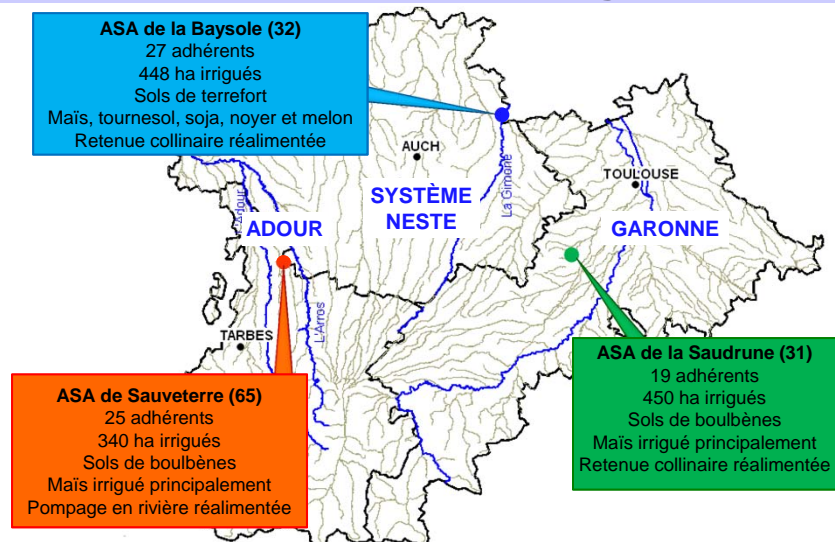 ASA de la Baysole (32)
27 adhérents
448 ha irrigués
Sols de terrefort
Maïs, tournesol, soja, noyer et melon
Retenue collinaire réalimentée
AUCH
La Gimone
TOULOUSE
SYSTÈME
NESTE
L'Adour
ADOUR
GARONNE
L'Arros
TARBES
ASA de Sauveterre (65)
25 adhérents
340 ha irrigués
Sols de boulbènes
Maïs irrigué principalement
Pompage en rivière réalimentée
ASA de la Saudrune (31)
19 adhérents
450 ha irrigués
Sols de boulbènes
Maïs irrigué principalement
Retenue collinaire réalimentée